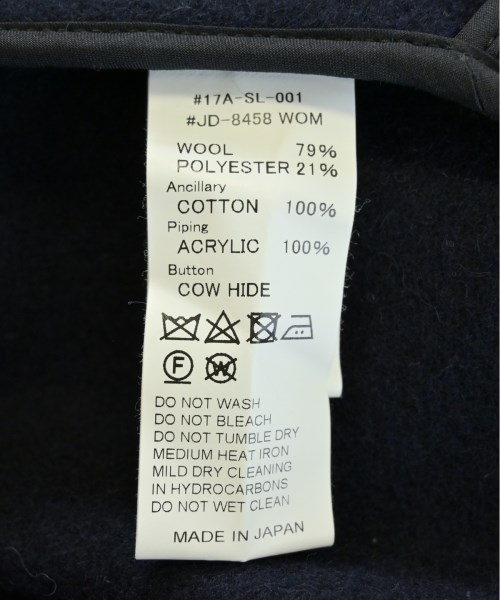 #17A-SL-001
#JD-8458 WOM
WOOL 79%
POLYESTER 21%
Ancillary
COTTON 100%
Piping
ACRYLIC 100%
Button
COW HIDE
F W
DO NOT WASH
DO NOT BLEACH
DO NOT TUMBLE DRY
MEDIUM HEAT IRON
MILD DRY CLEANING
IN HYDROCARBONS
DO NOT WET CLEAN
MADE IN JAPAN